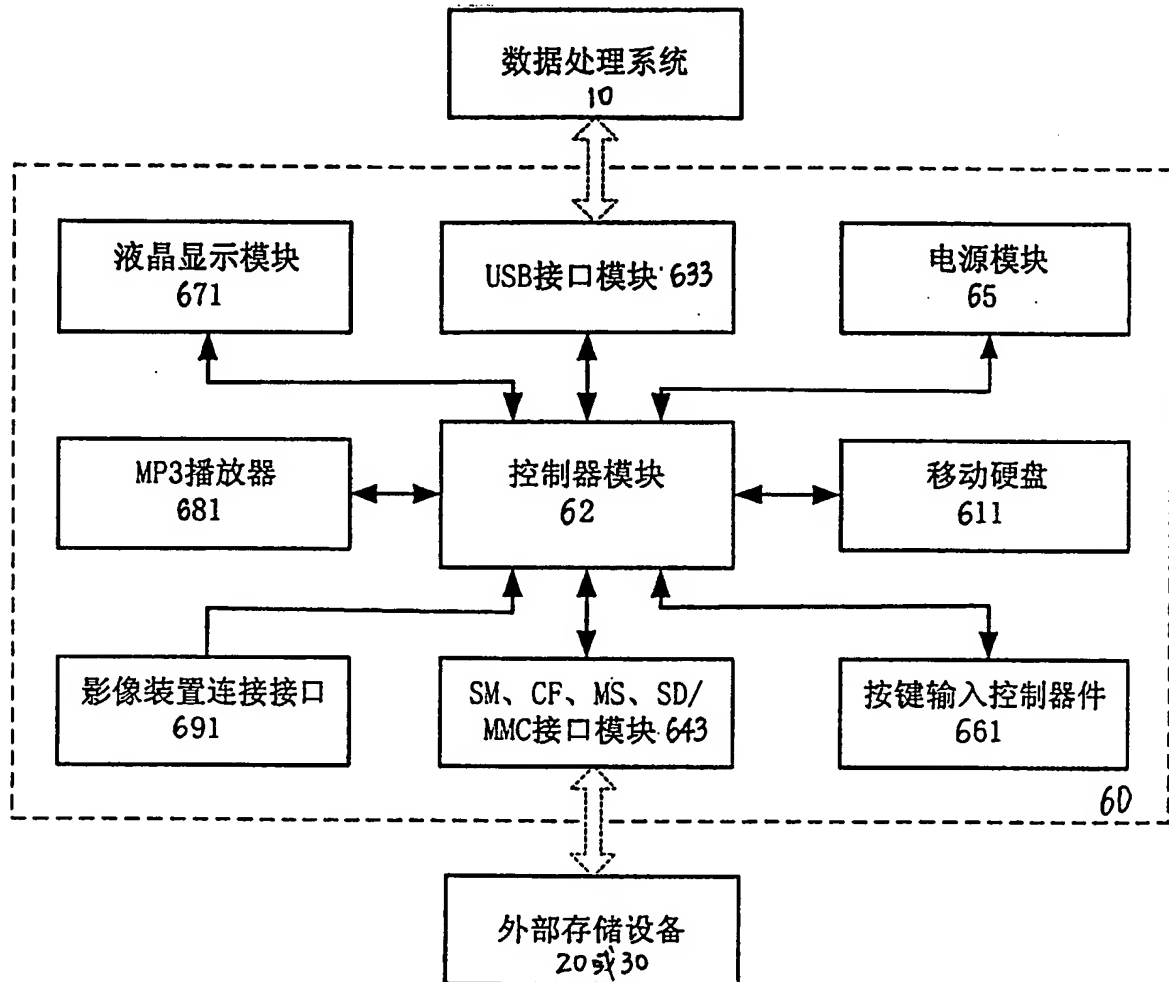 数据处理系统
10
液晶显示模块
671
USB接口模块 633
电源模块
65
MP3播放器
681
控制器模块
62
移动硬盘
611
影像装置连接接口
691
SM、CF、MS、SD/
MMC接口模块 643
按键输入控制器件
661
60
外部存储设备
20或30